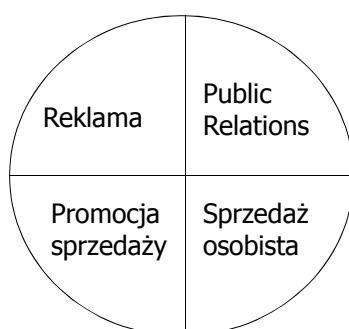 Reklama
Public
Relations
Promocja
sprzedaży
Sprzedaż
osobista